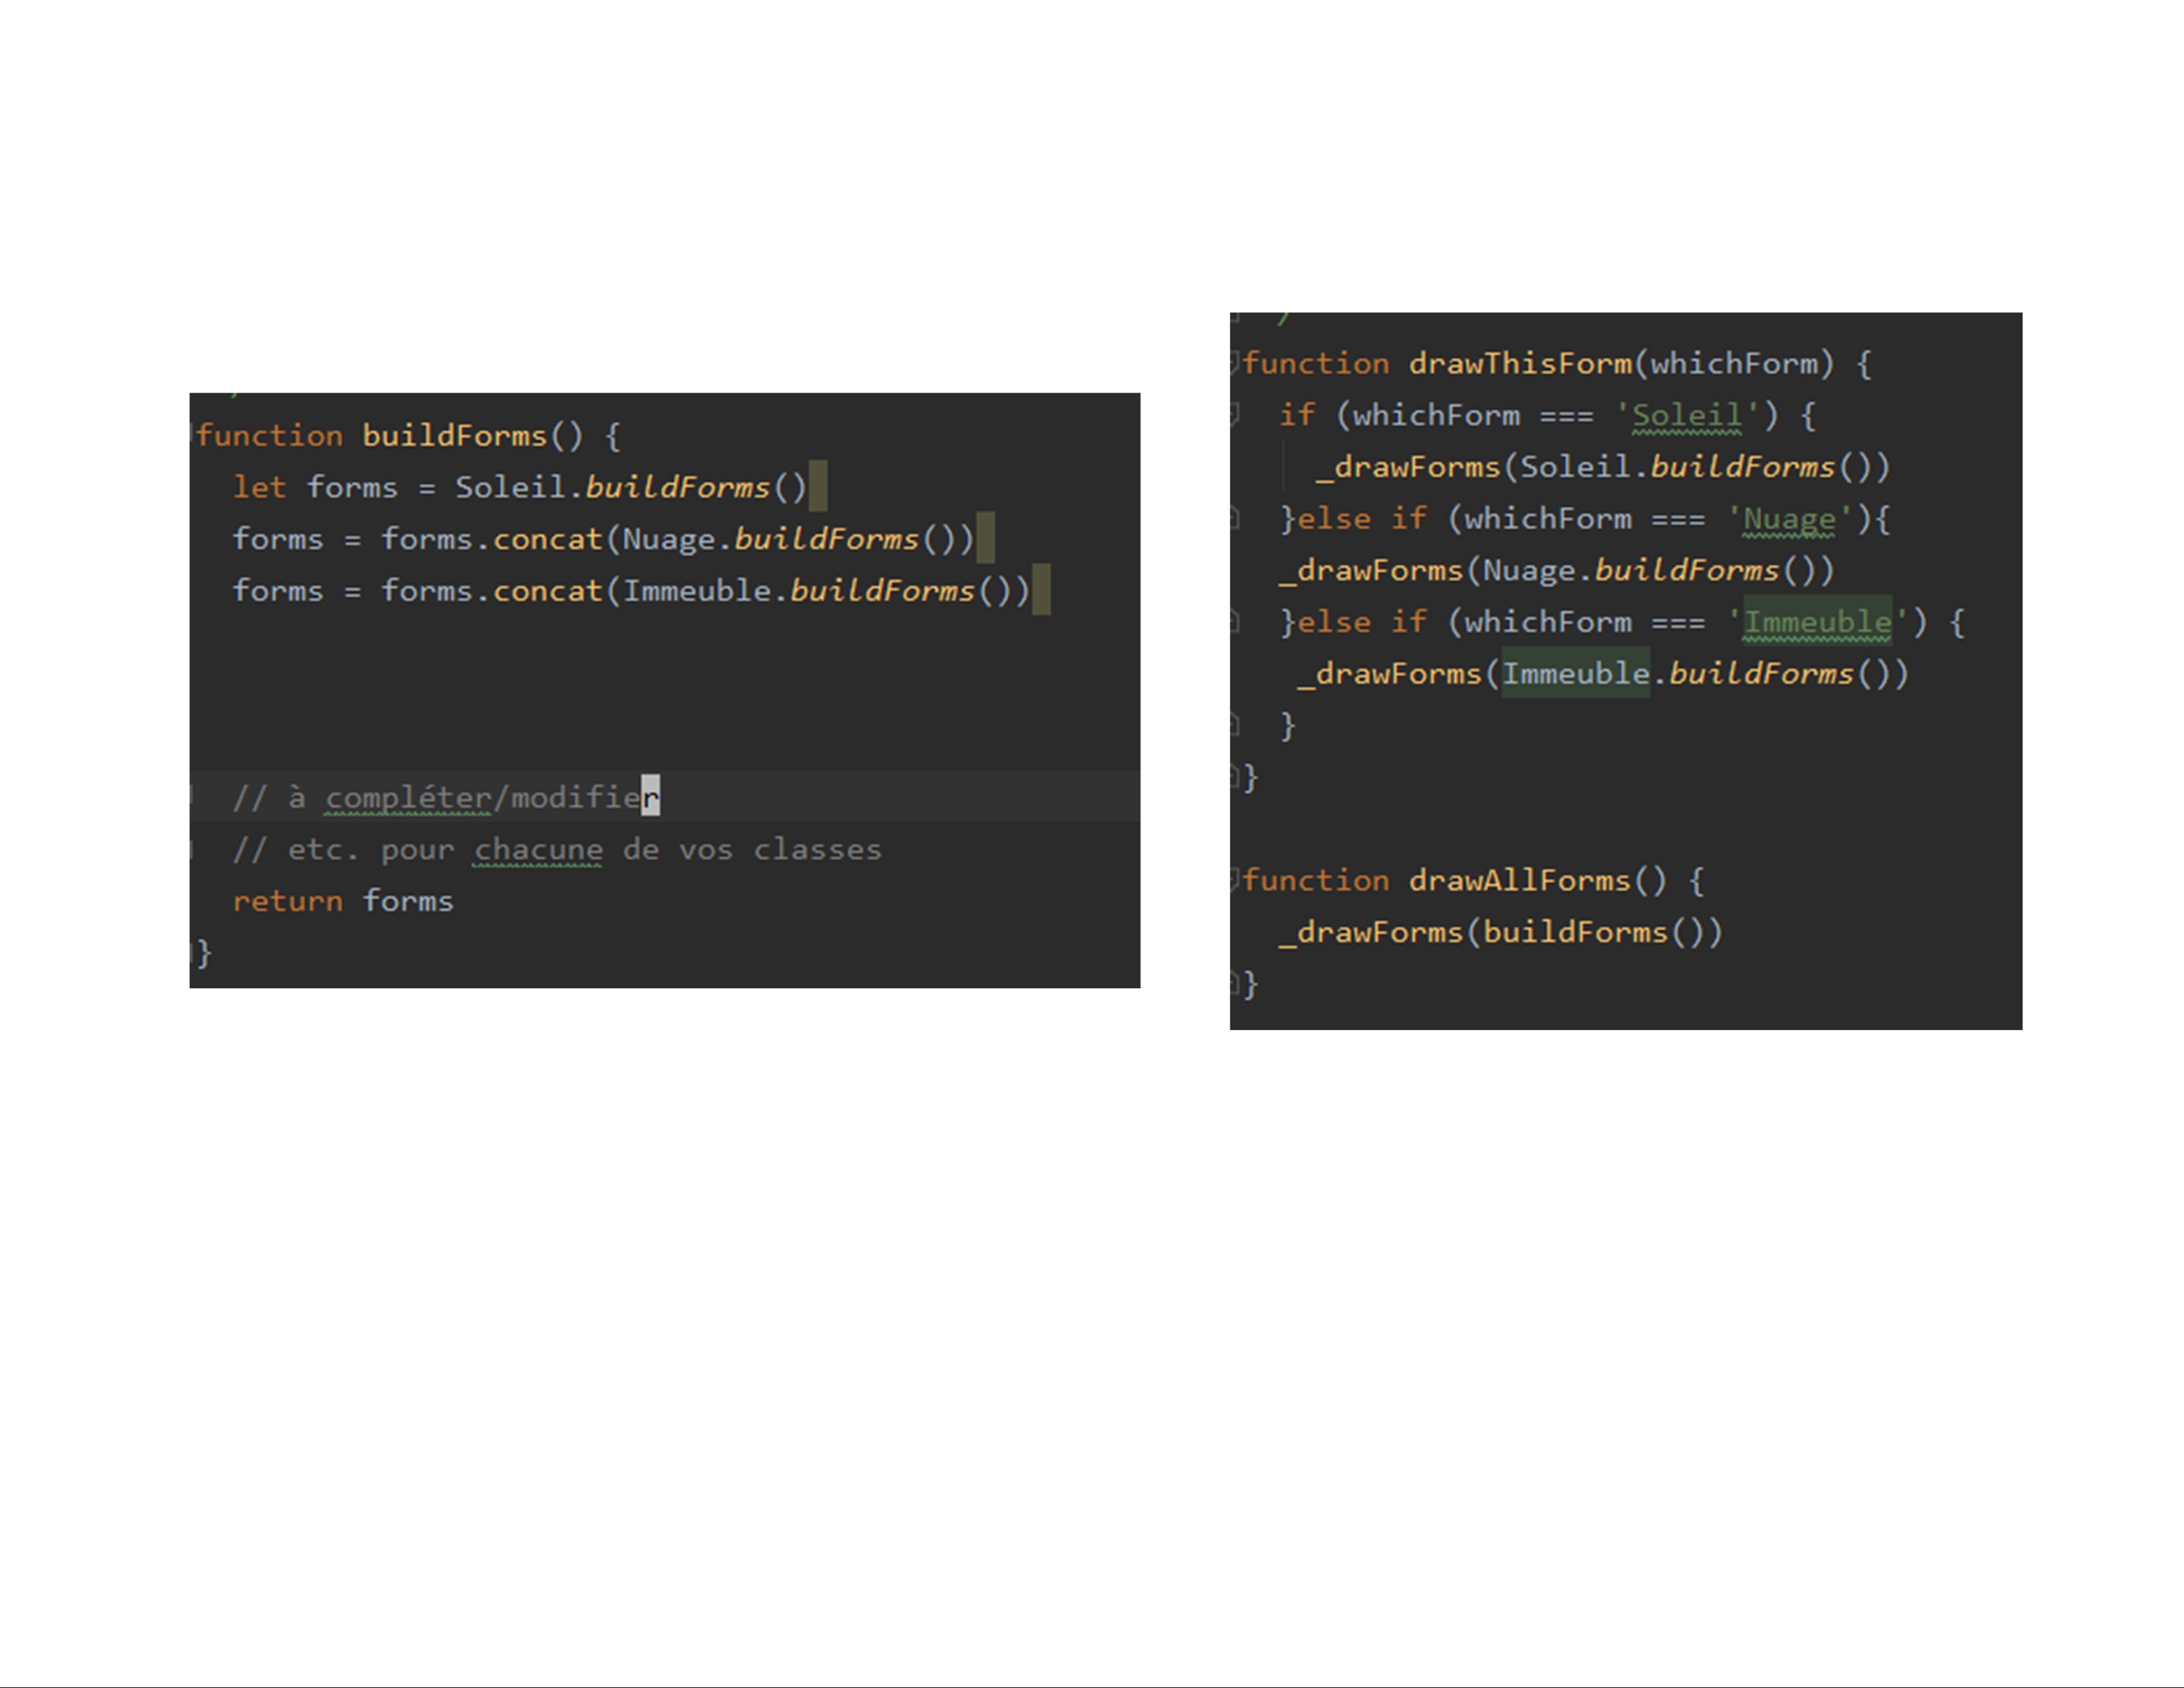 function buildForms() {
let forms = Soleil.buildForms()
forms = forms.concat(Nuage.buildForms())
forms = forms.concat(Immeuble.buildForms())
// à compléter/modifier
// etc. pour chacune de vos classes
return forms
}
function drawThisForm(whichForm) {
if (whichForm === 'Soleil') {
_drawForms(Soleil.buildForms())
}else if (whichForm === 'Nuage'){
_drawForms(Nuage.buildForms())
}else if (whichForm === 'Immeuble') {
_drawForms(Immeuble.buildForms())
}
}
function drawAllForms() {
_drawForms(buildForms())
}